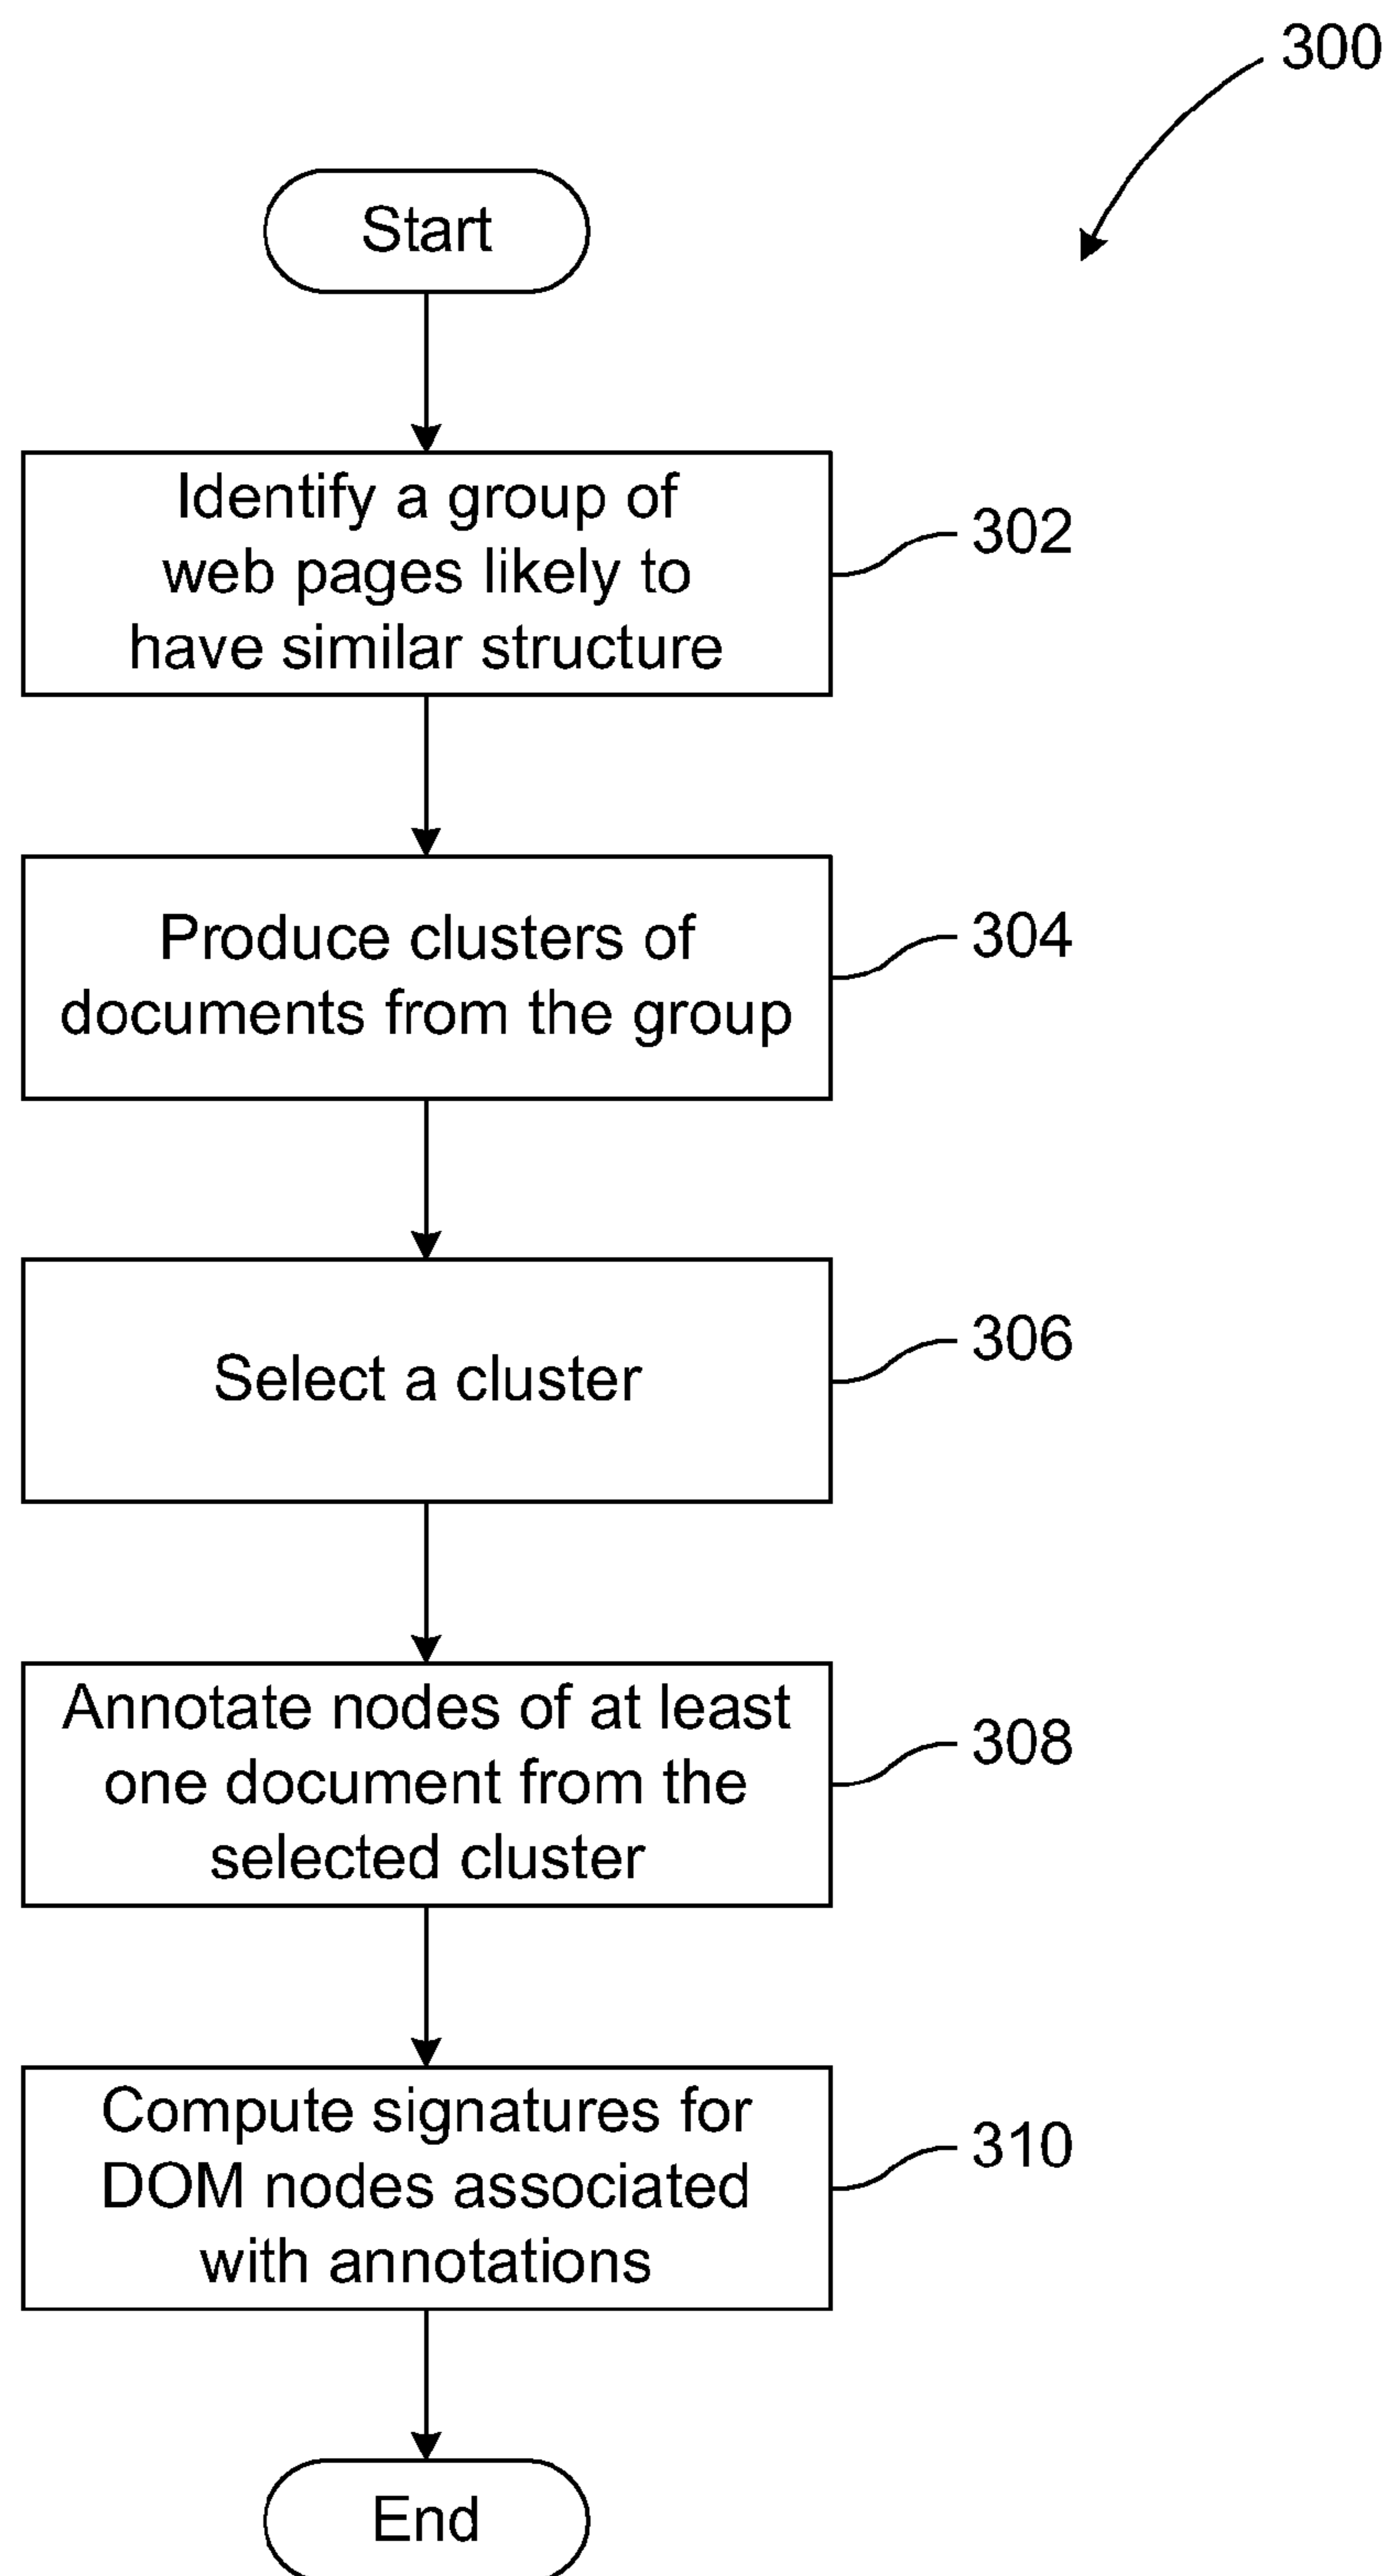 300
Start
Identify a group of
web pages likely to
have similar structure
302
Produce clusters of
documents from the group
304
Select a cluster
306
Annotate nodes of at least
one document from the
selected cluster
308
Compute signatures for
DOM nodes associated
with annotations
310
End